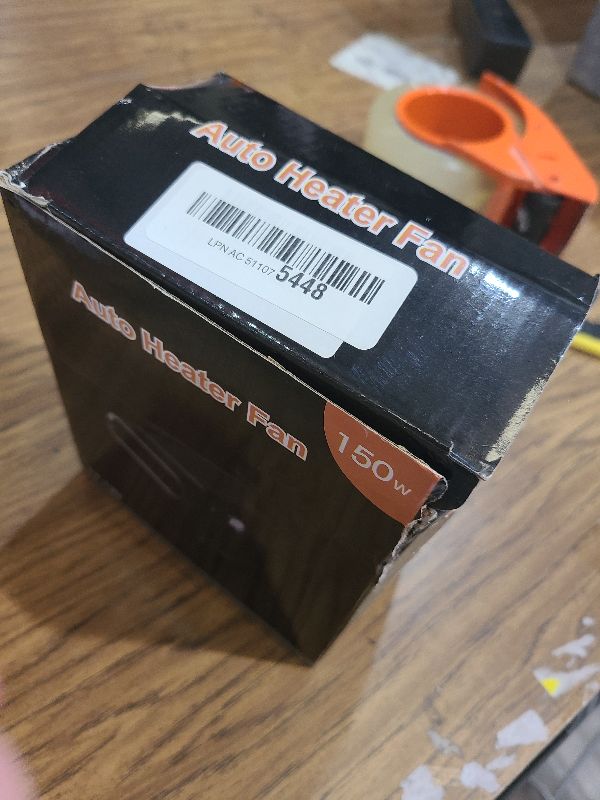 Auto Heater Fan
LPN AC 51107 5448
Auto Heater Fan
150w